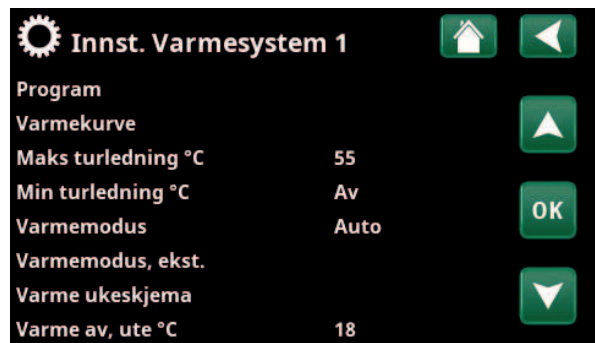 Innst. Varmesystem 1
Program
Varmekurve
Maks turledning °C 55
Min turledning °C Av
Varmemodus Auto
OK
Varmemodus, ekst.
Varme ukeskjema
Varme av, ute °C 18